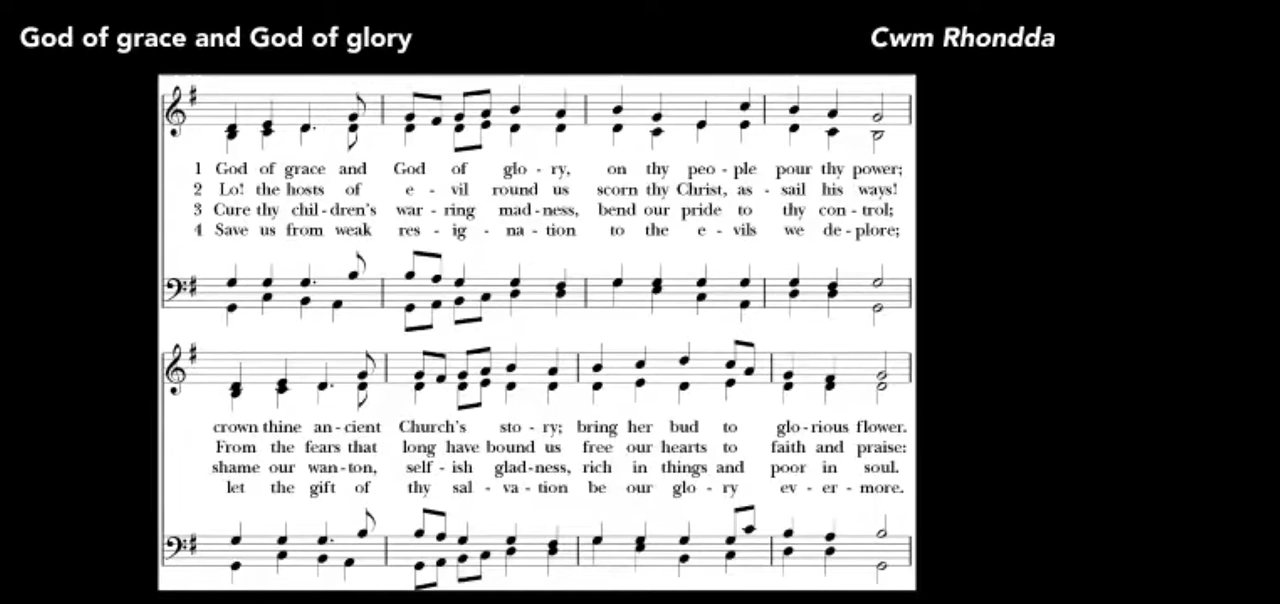 God of grace and God of glory
Cwm Rhondda
1 God of grace and God of glo - ry, on thy peo - ple pour thy power;
2 Lo! the hosts of e - vil round us scorn thy Christ, as - sail his ways!
3 Cure thy chil - dren's war - ring mad - ness, bend our pride to thy con - trol;
4 Save us from weak res - ig - na - tion to the e - vils we de - plore;
crown thine an - cient Church's sto - ry; bring her bud to glo - rious flower.
From the fears that long have bound us free our hearts to faith and praise:
shame our wan - ton, self - ish glad - ness, rich in things and poor in soul.
let the gift of thy sal - va - tion be our glo - ry ev - er - more.